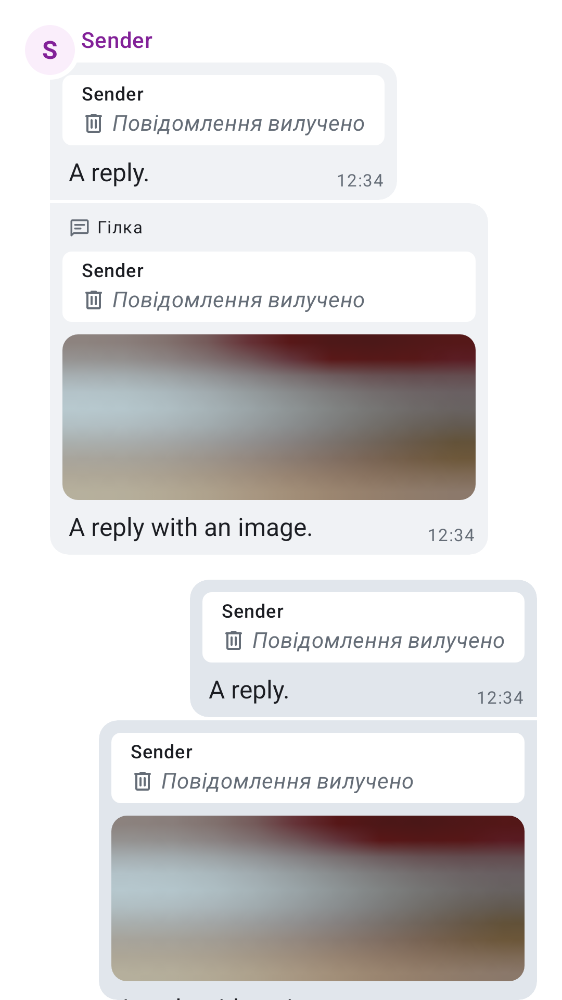 S
Sender
Sender
Повідомлення вилучено
A reply.
12:34
Гілка
Sender
Повідомлення вилучено
A reply with an image.
12:34
Sender
Повідомлення вилучено
A reply.
12:34
Sender
Повідомлення вилучено